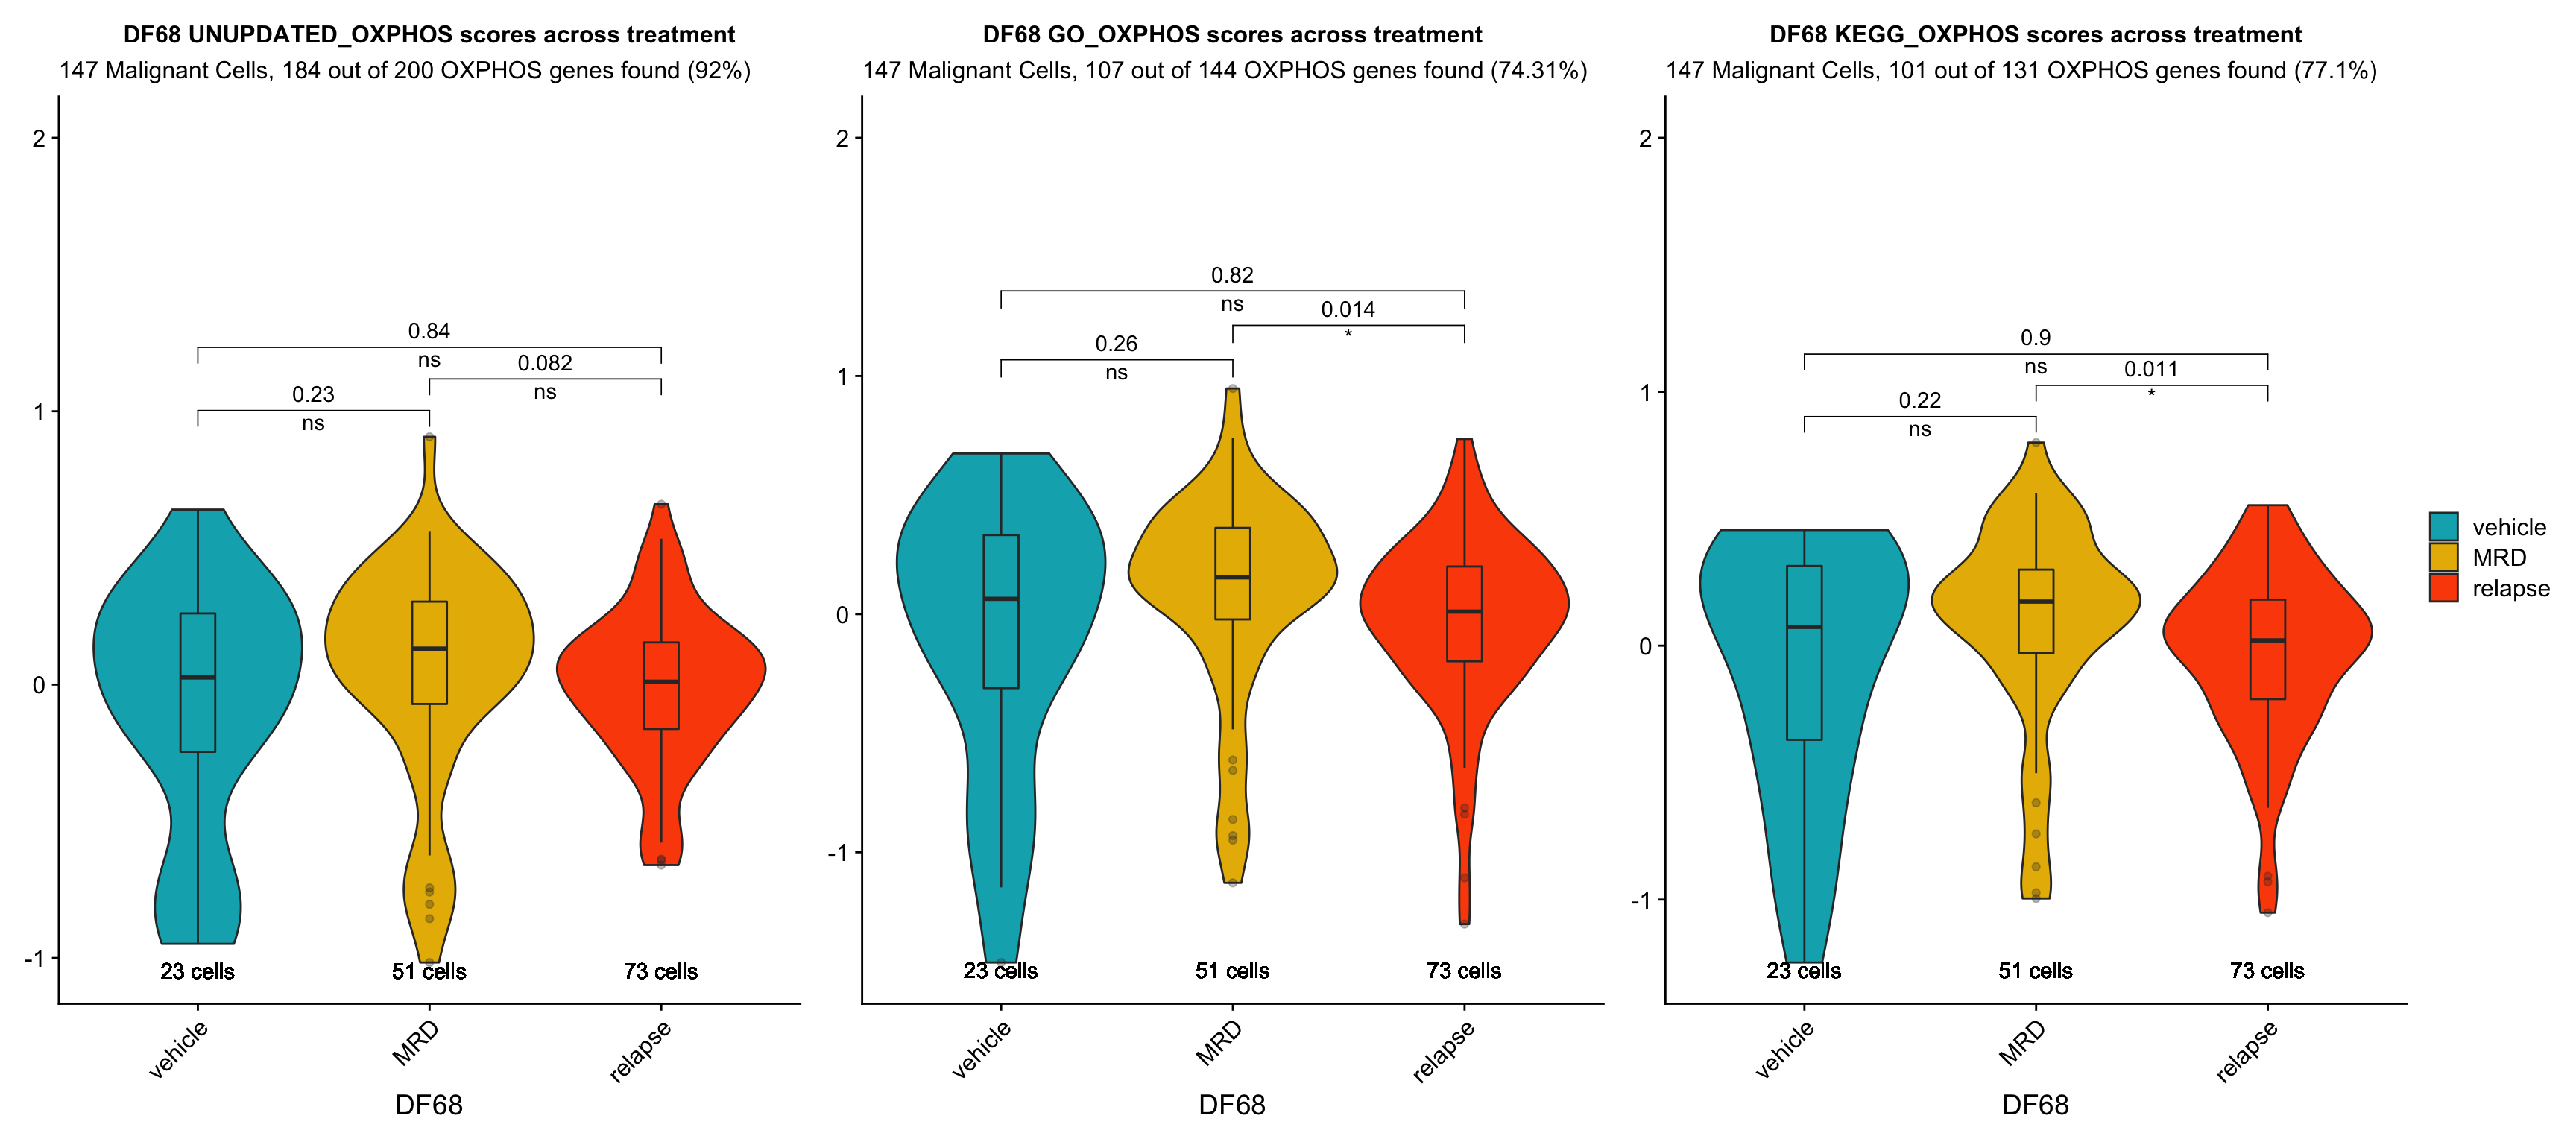 DF68 UNUPDATED_OXPHOS scores across treatment
147 Malignant Cells, 184 out of 200 OXPHOS genes found (92%)
2
1
0
-1
0.84
ns
0.082
ns
0.23
ns
23 cells
51 cells
73 cells
vehicle
MRD
relapse
DF68
DF68 GO_OXPHOS scores across treatment
147 Malignant Cells, 107 out of 144 OXPHOS genes found (74.31%)
2
1
0
-1
0.82
ns
0.014
*
0.26
ns
23 cells
51 cells
73 cells
vehicle
MRD
relapse
DF68
DF68 KEGG_OXPHOS scores across treatment
147 Malignant Cells, 101 out of 131 OXPHOS genes found (77.1%)
2
1
0
-1
0.9
ns
0.011
*
0.22
ns
23 cells
51 cells
73 cells
vehicle
MRD
relapse
DF68
vehicle
MRD
relapse